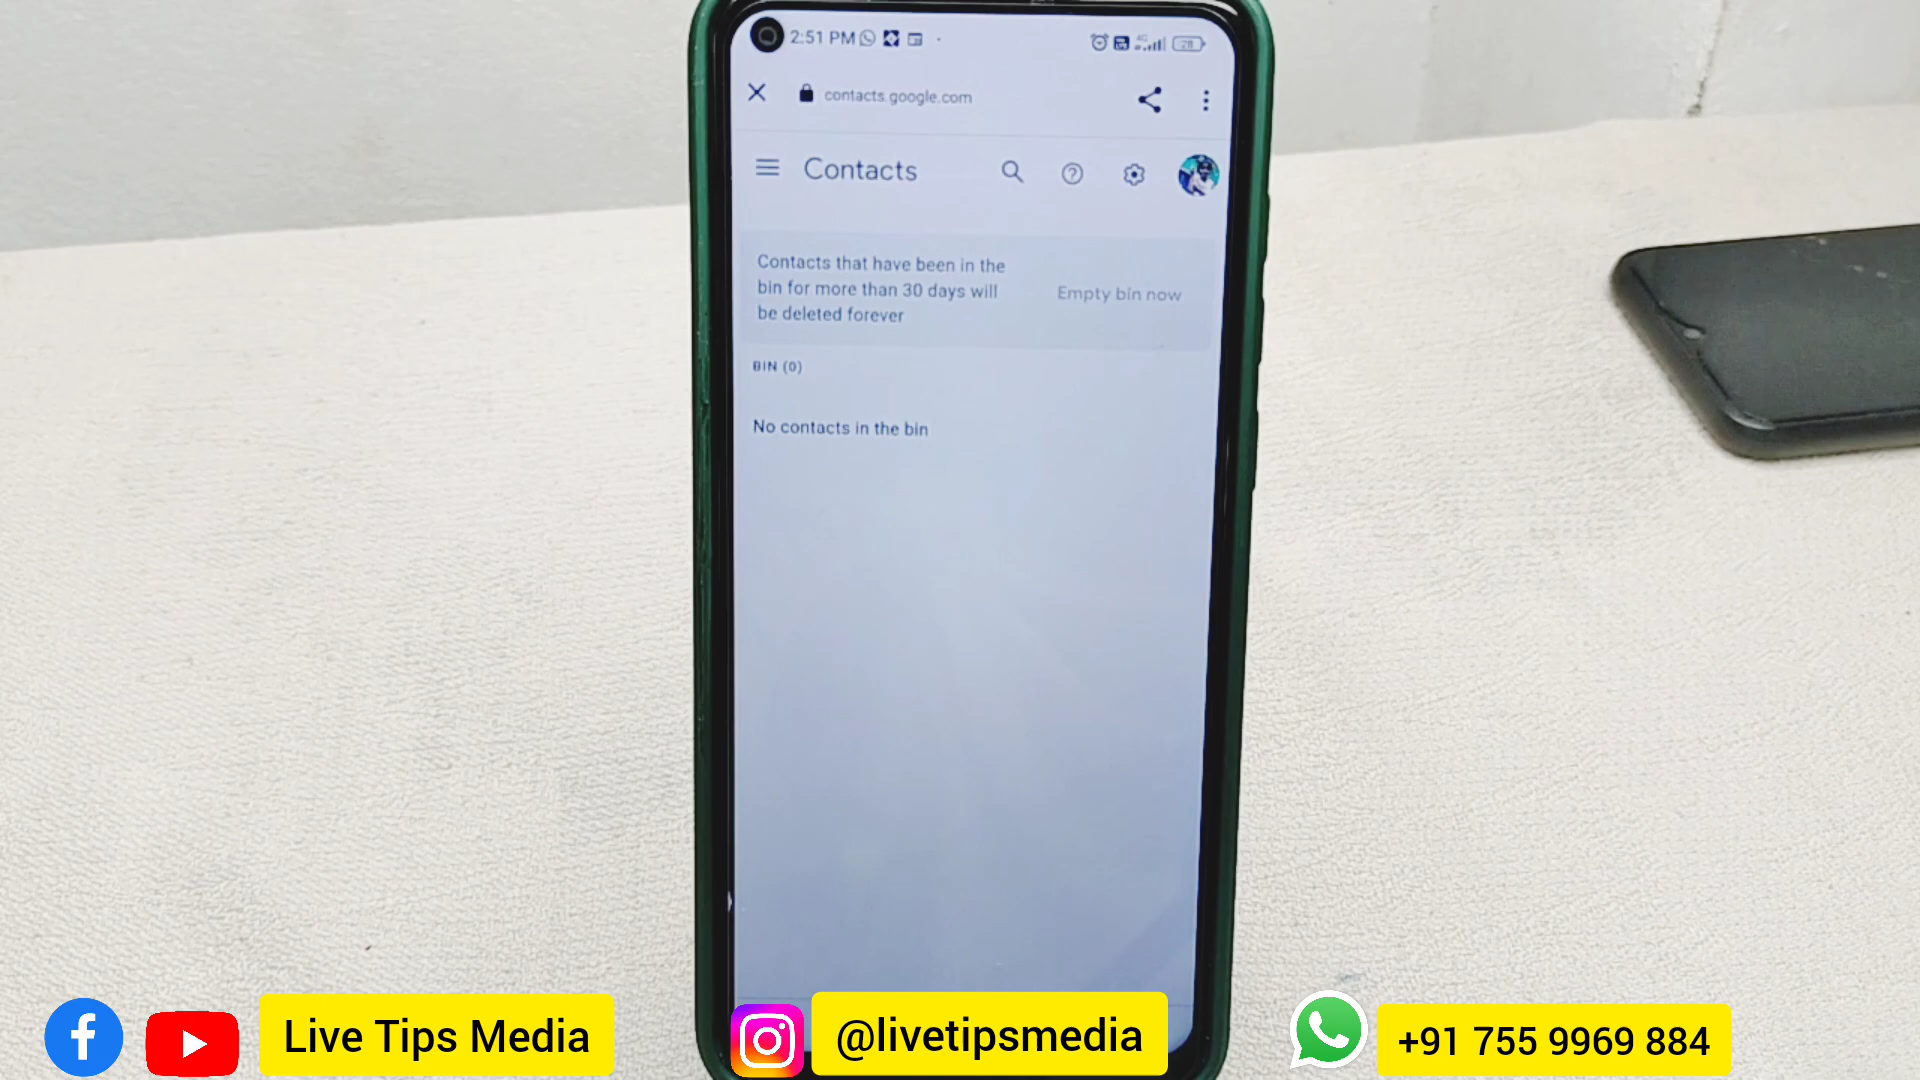 2:51 PM
4G
28
contacts.google.com
Contacts
Contacts that have been in the
bin for more than 30 days will
be deleted forever
Empty bin now
BIN (0)
No contacts in the bin
Live Tips Media
@livetipsmedia
+91 755 9969 884